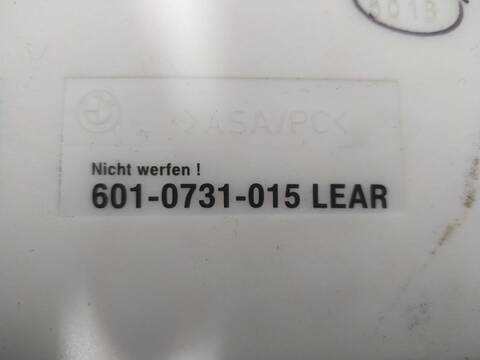 >ASA/PC<
Nicht werfen !
601-0731-015 LEAR